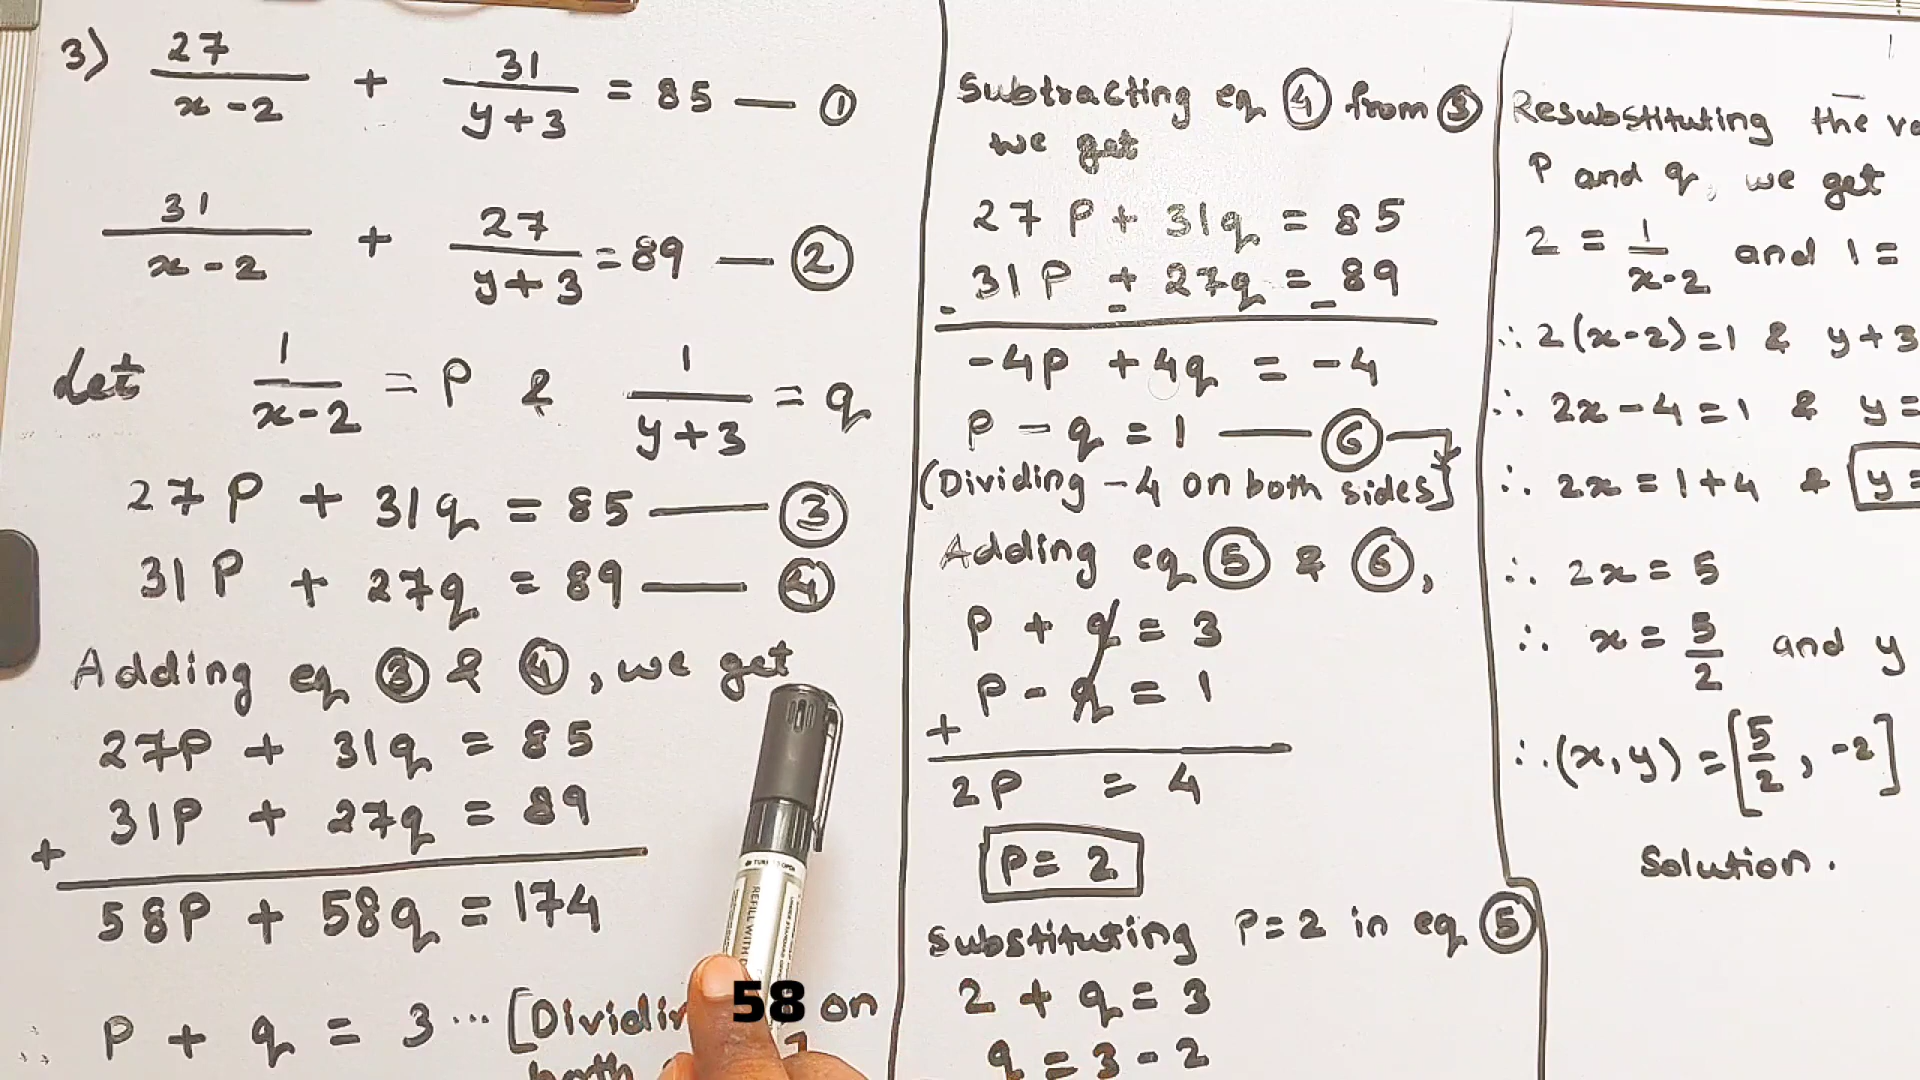 3) 27/(x-2) + 31/(y+3) = 85 — ①
31/(x-2) + 27/(y+3) = 89 — ②
Let 1/(x-2) = P & 1/(y+3) = q
27P + 31q = 85 — ③
31P + 27q = 89 — ④
Adding eq ③ & ④, we get
27P + 31q = 85
+ 31P + 27q = 89
58P + 58q = 174
P + q = 3 ... [Dividin 58 on
both
Subtracting eq ④ from ③
we get
27P + 31q = 85
31P + 27q = 89
- - -
-4P + 4q = -4
P - q = 1 — ⑥
(Dividing -4 on both sides]
Adding eq ⑤ & ⑥,
P + q = 3
P - q = 1
+
2P = 4
P = 2
Substituting P = 2 in eq ⑤
2 + q = 3
q = 3 - 2
Resubstituting the
P and q, we get
2 = 1/(x-2) and 1 =
∴ 2(x-2) = 1 & y+3
∴ 2x - 4 = 1 & y =
∴ 2x = 1 + 4 & y =
∴ 2x = 5
∴ x = 5/2 and y
∴ (x, y) = [5/2, -2]
Solution.